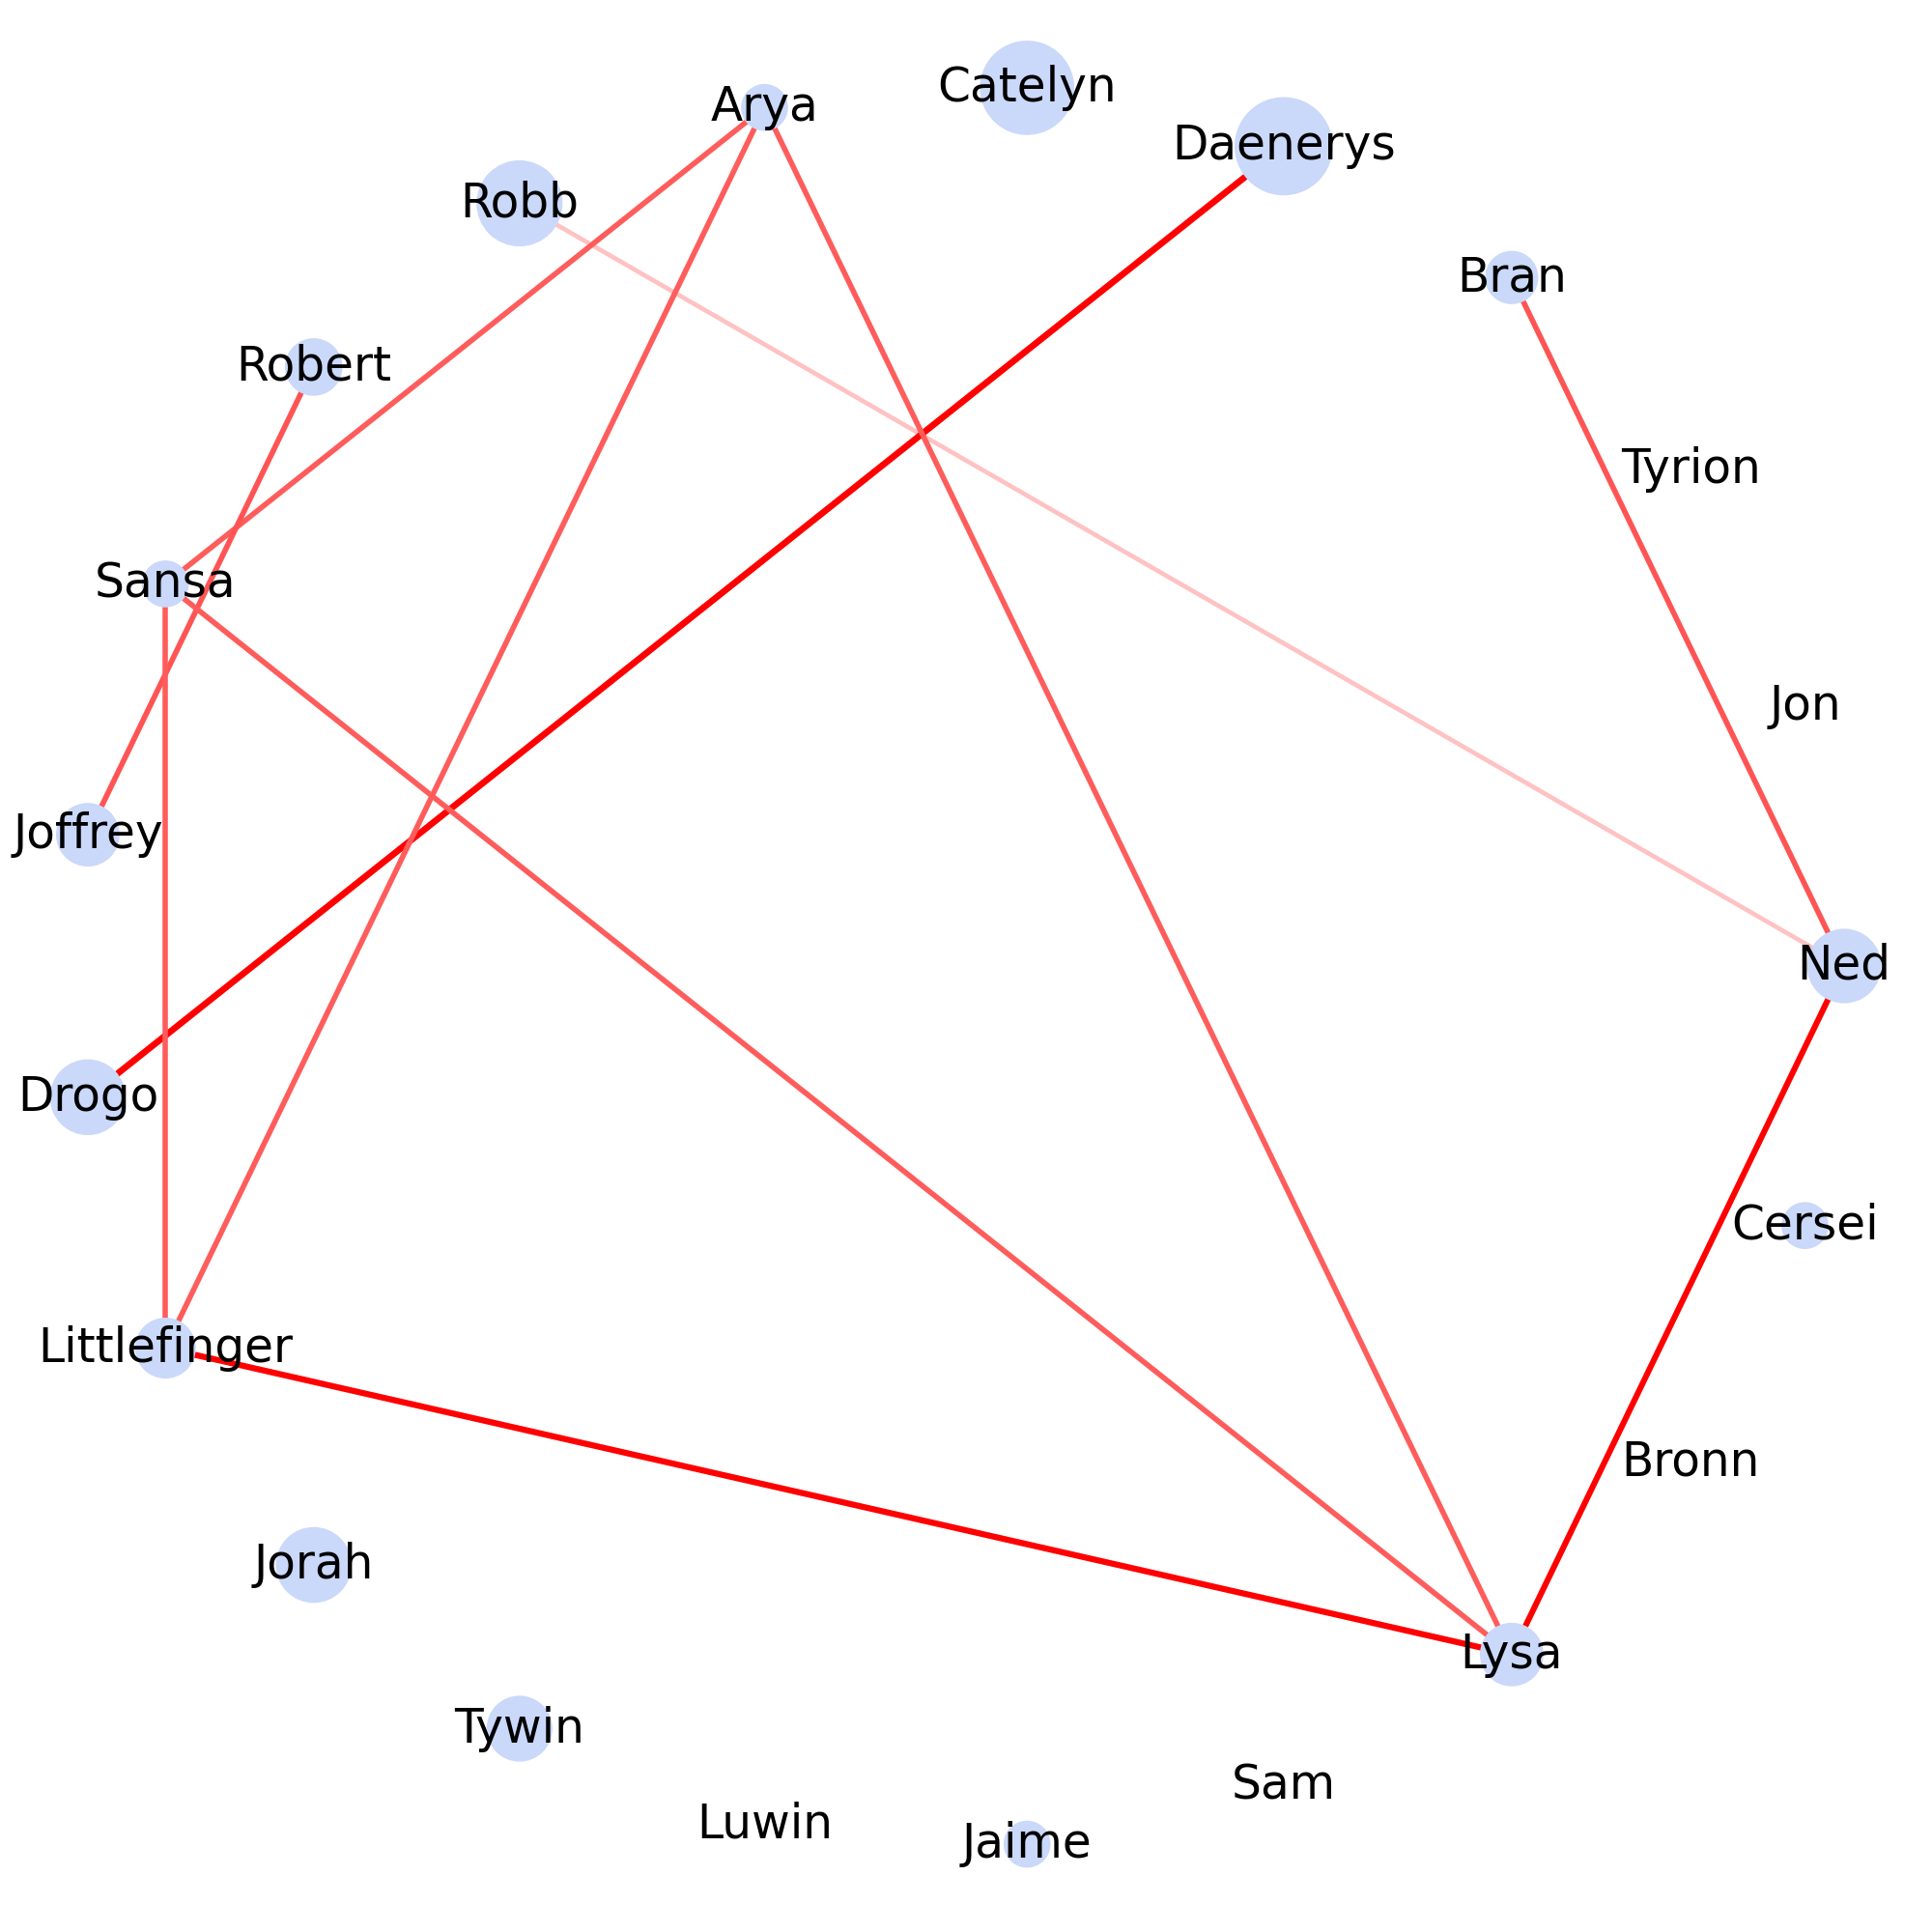 Catelyn
Arya
Daenerys
Robb
Bran
Robert
Tyrion
Sansa
Jon
Joffrey
Ned
Drogo
Cersei
Littlefinger
Bronn
Jorah
Lysa
Tywin
Sam
Luwin
Jaime